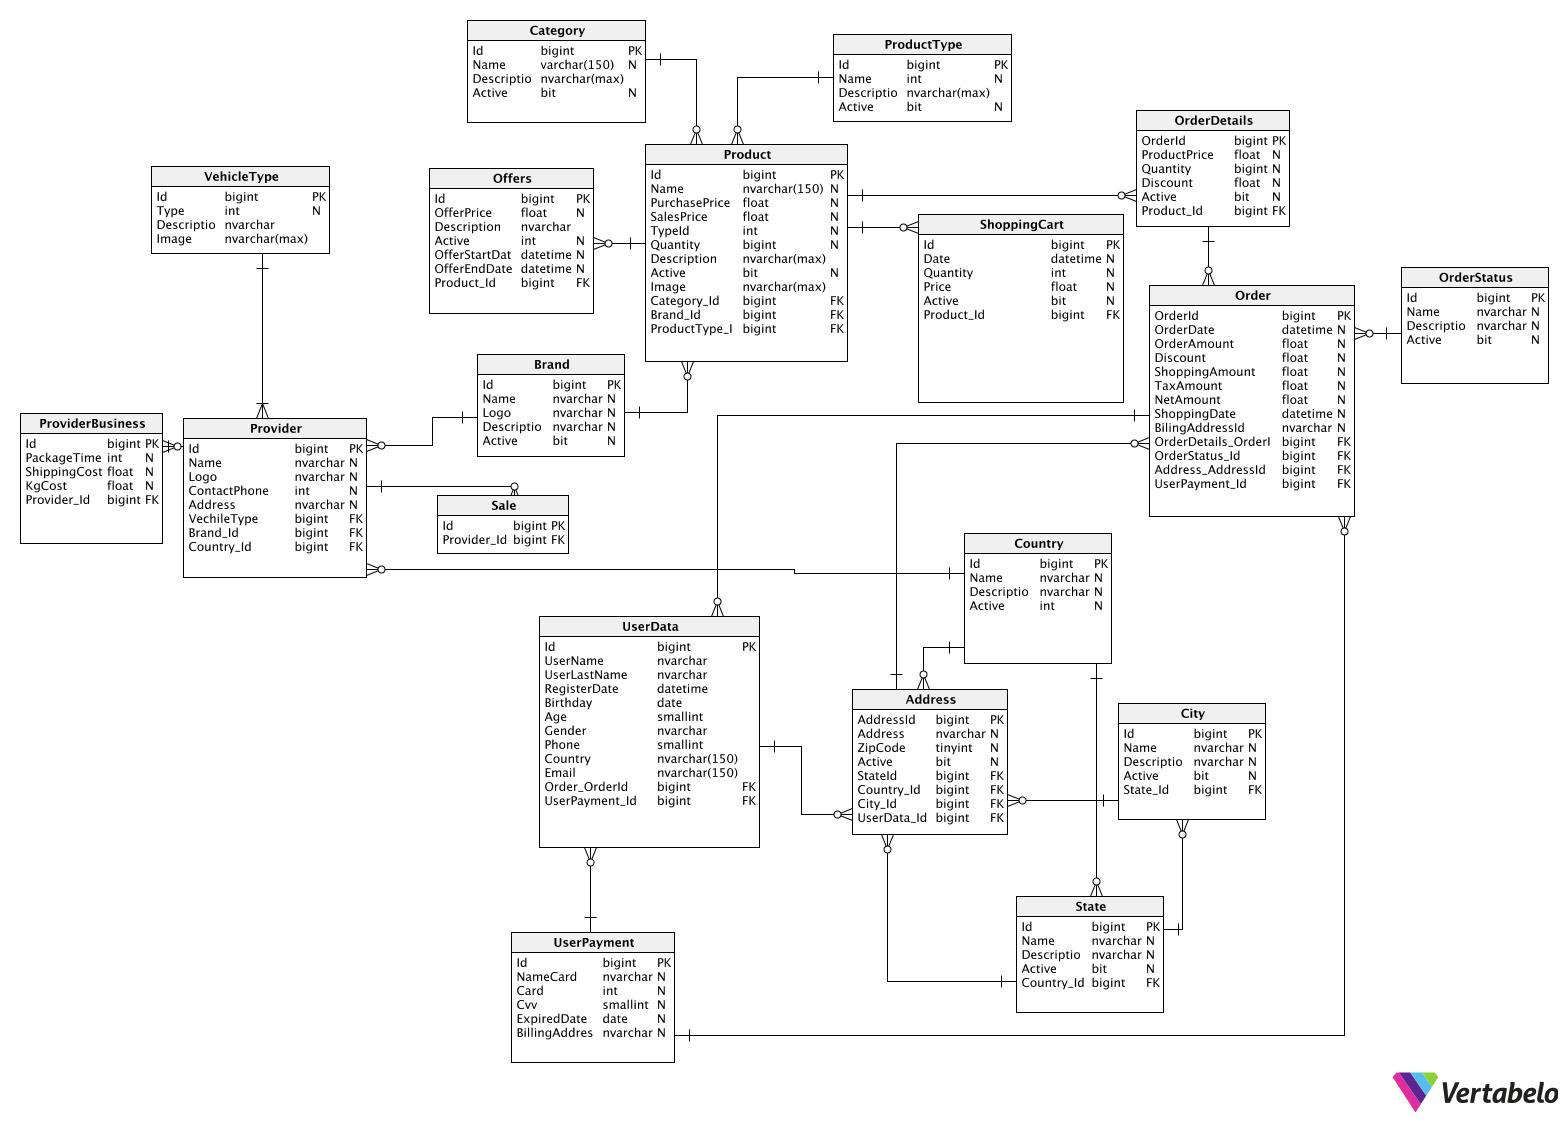 Category
Id bigint PK
Name varchar(150) N
Descriptio nvarchar(max)
Active bit N
ProductType
Id bigint PK
Name int N
Descriptio nvarchar(max)
Active bit N
OrderDetails
OrderId bigint PK
ProductPrice float N
Quantity bigint N
Discount float N
Active bit N
Product_Id bigint FK
Product
Id bigint PK
Name nvarchar(150) N
PurchasePrice float N
SalesPrice float N
TypeId int N
Quantity bigint N
Description nvarchar(max)
Active bit N
Image nvarchar(max)
Category_Id bigint FK
Brand_Id bigint FK
ProductType_I bigint FK
VehicleType
Id bigint PK
Type int N
Descriptio nvarchar
Image nvarchar(max)
Offers
Id bigint PK
OfferPrice float N
Description nvarchar
Active int N
OfferStartDat datetime N
OfferEndDate datetime N
Product_Id bigint FK
ShoppingCart
Id bigint PK
Date datetime N
Quantity int N
Price float N
Active bit N
Product_Id bigint FK
OrderStatus
Id bigint PK
Name nvarchar N
Descriptio nvarchar N
Active bit N
Order
OrderId bigint PK
OrderDate datetime N
OrderAmount float N
Discount float N
ShoppingAmount float N
TaxAmount float N
NetAmount float N
ShoppingDate datetime N
BilingAddressId nvarchar N
OrderDetails_OrderI bigint FK
OrderStatus_Id bigint FK
Address_AddressId bigint FK
UserPayment_Id bigint FK
Brand
Id bigint PK
Name nvarchar N
Logo nvarchar N
Descriptio nvarchar N
Active bit N
ProviderBusiness
Id bigint PK
PackageTime int N
ShippingCost float N
KgCost float N
Provider_Id bigint FK
Provider
Id bigint PK
Name nvarchar N
Logo nvarchar N
ContactPhone int N
Address nvarchar N
VechileType bigint FK
Brand_Id bigint FK
Country_Id bigint FK
Sale
Id bigint PK
Provider_Id bigint FK
Country
Id bigint PK
Name nvarchar N
Descriptio nvarchar N
Active int N
UserData
Id bigint PK
UserName nvarchar
UserLastName nvarchar
RegisterDate datetime
Birthday date
Age smallint
Gender nvarchar
Phone smallint
Country nvarchar(150)
Email nvarchar(150)
Order_OrderId bigint FK
UserPayment_Id bigint FK
Address
AddressId bigint PK
Address nvarchar N
ZipCode tinyint N
Active bit N
StateId bigint FK
Country_Id bigint FK
City_Id bigint FK
UserData_Id bigint FK
City
Id bigint PK
Name nvarchar N
Descriptio nvarchar N
Active bit N
State_Id bigint FK
State
Id bigint PK
Name nvarchar N
Descriptio nvarchar N
Active bit N
Country_Id bigint FK
UserPayment
Id bigint PK
NameCard nvarchar N
Card int N
Cvv smallint N
ExpiredDate date N
BillingAddres nvarchar N
Vertabelo